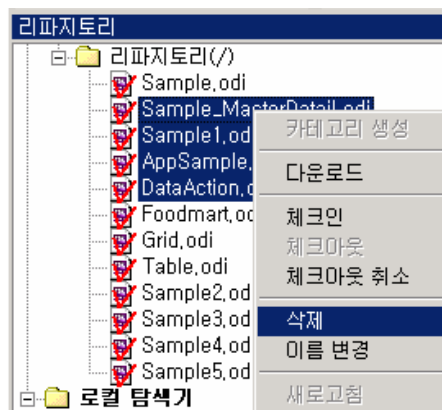 리파지토리
리파지토리(/)
Sample.odi
Sample_MasterDatail.odi
Sample1.od
카테고리 생성
AppSample.
다운로드
DataAction.
Foodmart.od
체크인
Grid.odi
체크아웃
Table.odi
체크아웃 취소
Sample2.od
Sample3.od
삭제
Sample4.od
이름 변경
Sample5.od
로컬 탐색기
새로고침